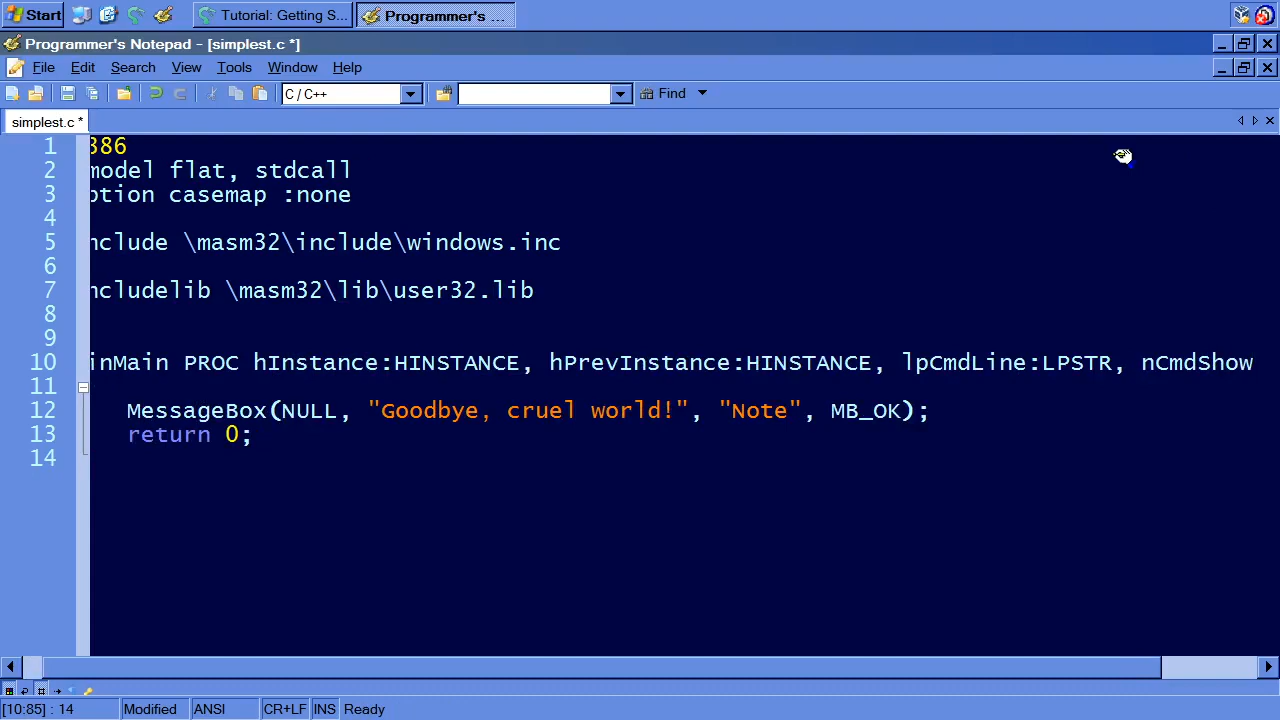 Start Tutorial: Getting S... Programmer's ...
Programmer's Notepad - [simplest.c *]
File Edit Search View Tools Window Help
C / C++ Find
simplest.c *
1 386
2 model flat, stdcall
3 ption casemap :none
4
5 nclude \masm32\include\windows.inc
6
7 ncludelib \masm32\lib\user32.lib
8
9
10 inMain PROC hInstance:HINSTANCE, hPrevInstance:HINSTANCE, lpCmdLine:LPSTR, nCmdShow
11
12 MessageBox(NULL, "Goodbye, cruel world!", "Note", MB_OK);
13 return 0;
14
[10:85] : 14 Modified ANSI CR+LF INS Ready